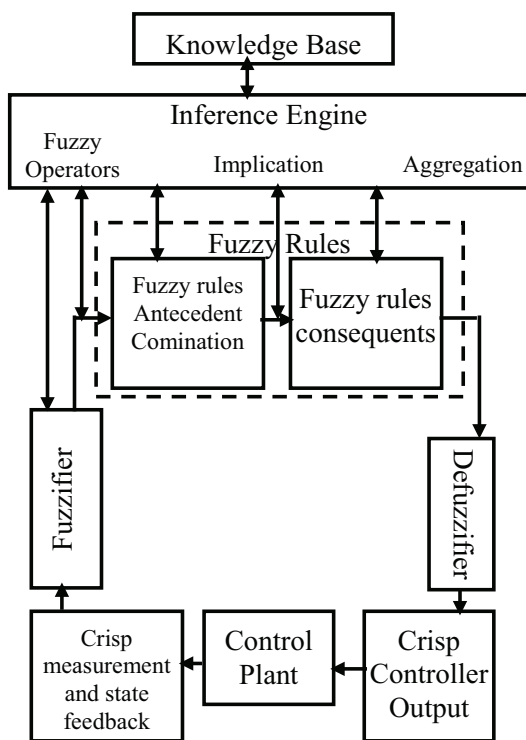 Knowledge Base
Inference Engine
Fuzzy
Operators
Implication
Aggregation
Fuzzy Rules
Fuzzy rules
Antecedent
Comination
Fuzzy rules
consequents
Fuzzifier
Defuzzifier
Crisp
measurement
and state
feedback
Control
Plant
Crisp
Controller
Output